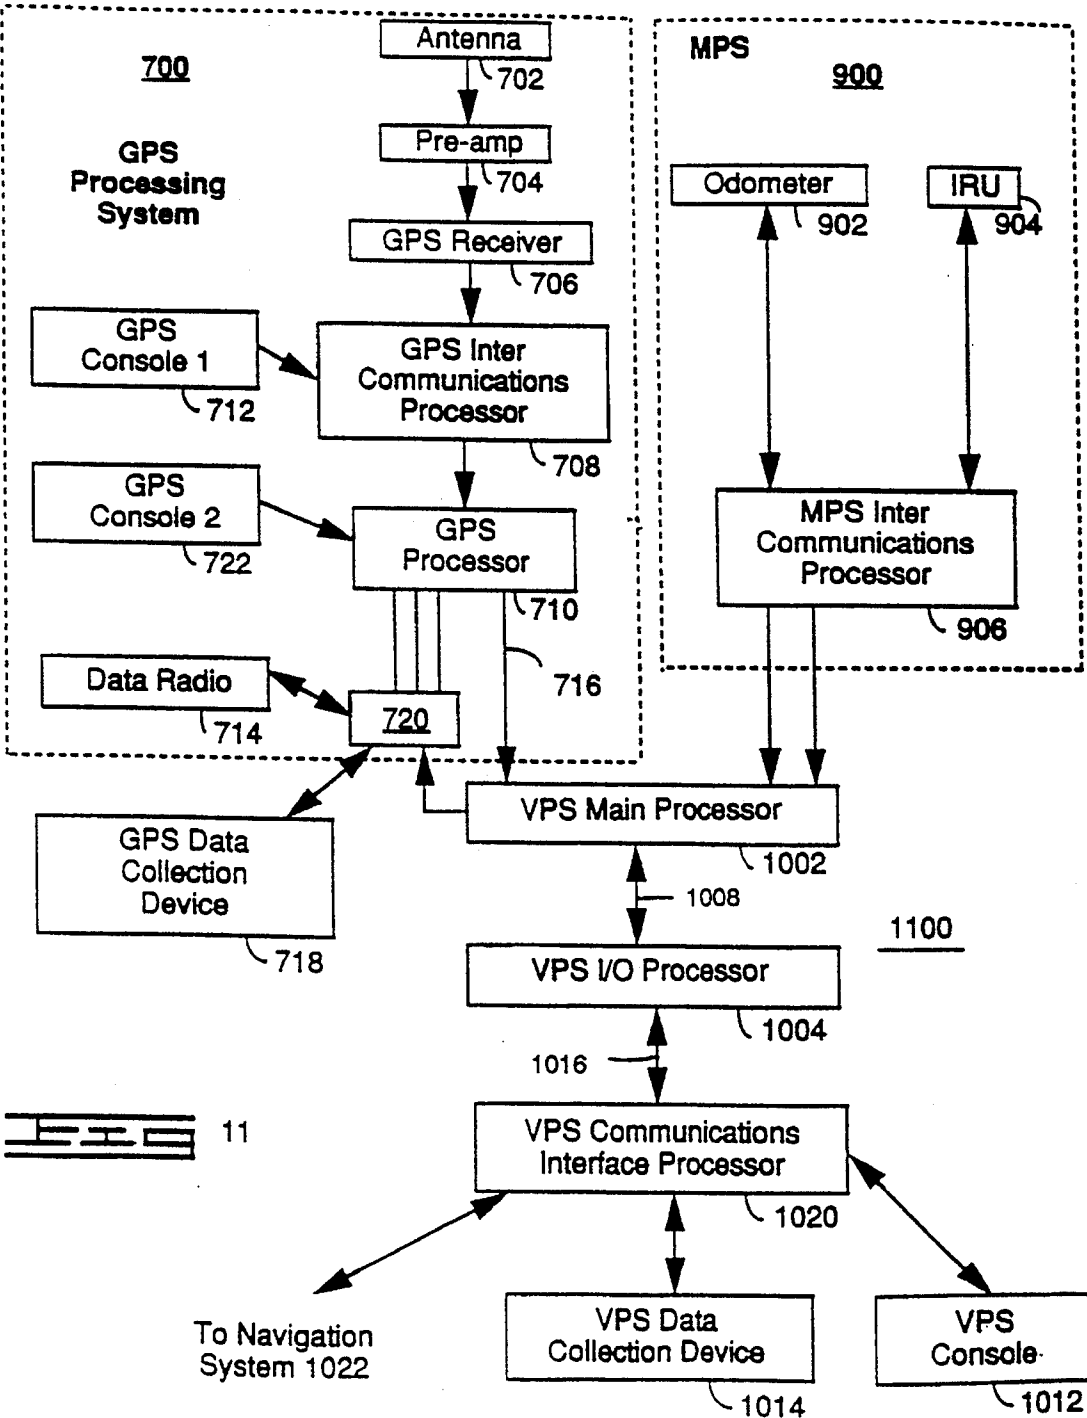 700
GPS
Processing
System
Antenna
702
Pre-amp
704
GPS Receiver
706
GPS
Console 1
712
GPS Inter
Communications
Processor
708
GPS
Console 2
722
GPS
Processor
710
716
Data Radio
714
720
MPS
900
Odometer
902
IRU
904
MPS Inter
Communications
Processor
906
GPS Data
Collection
Device
718
VPS Main Processor
1002
1008
1100
VPS I/O Processor
1004
1016
11
VPS Communications
Interface Processor
1020
To Navigation
System 1022
VPS Data
Collection Device
1014
VPS
Console
1012